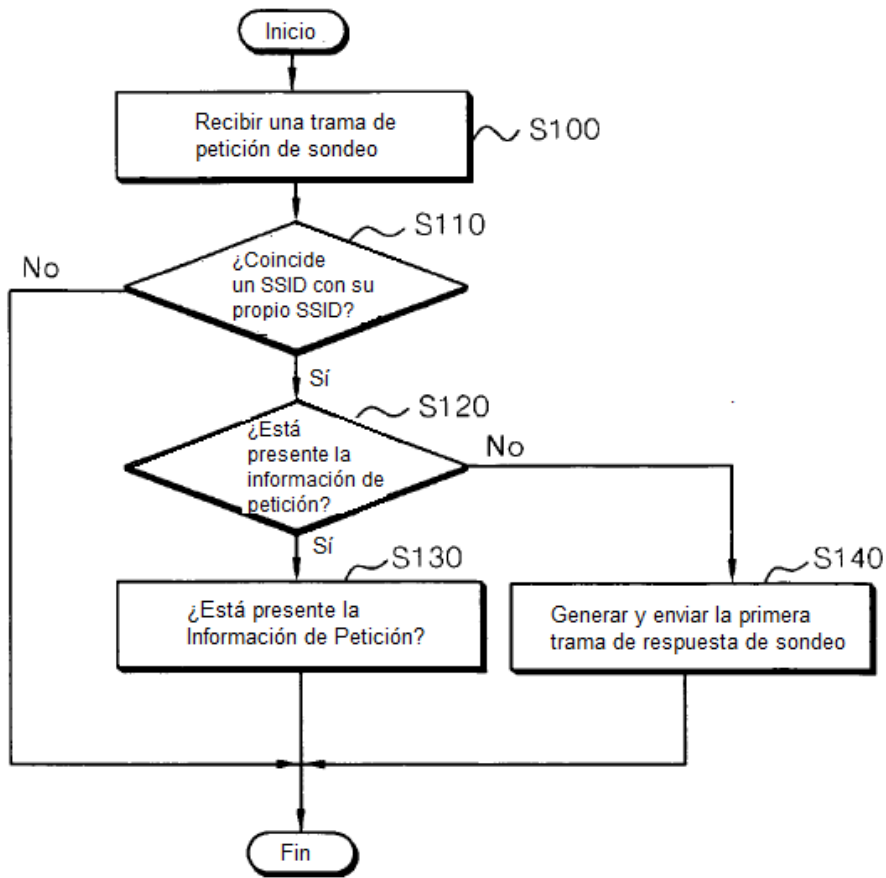 Inicio
Recibir una trama de
petición de sondeo
S100
S110
¿Coincide
un SSID con su
propio SSID?
No
Sí
S120
¿Está
presente la
información de
petición?
No
Sí
S130
¿Está presente la
Información de Petición?
S140
Generar y enviar la primera
trama de respuesta de sondeo
Fin